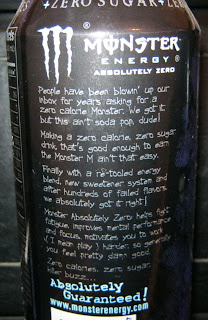 ZERO SUGAR
MONSTER
ENERGY
ABSOLUTELY ZERO
People have been blowin' up our
inbox for years asking for a
zero calorie Monster. We got it
but this ain't soda pop, dude!
Making a zero calorie, zero sugar
drink, that's good enough to earn
the Monster M ain't that easy.
Finally with a re-tooled energy
blend, new sweetener system and
after hundreds of failed flavors
we absolutely got it right!
Monster Absolutely Zero helps fight
fatigue, improves mental performance
and focus, motivates you to work
(I mean play) harder, so generally
you feel pretty damn good.
Zero calories, zero sugar,
killer buzz...
Absolutely
Guaranteed!
www.monsterenergy.com